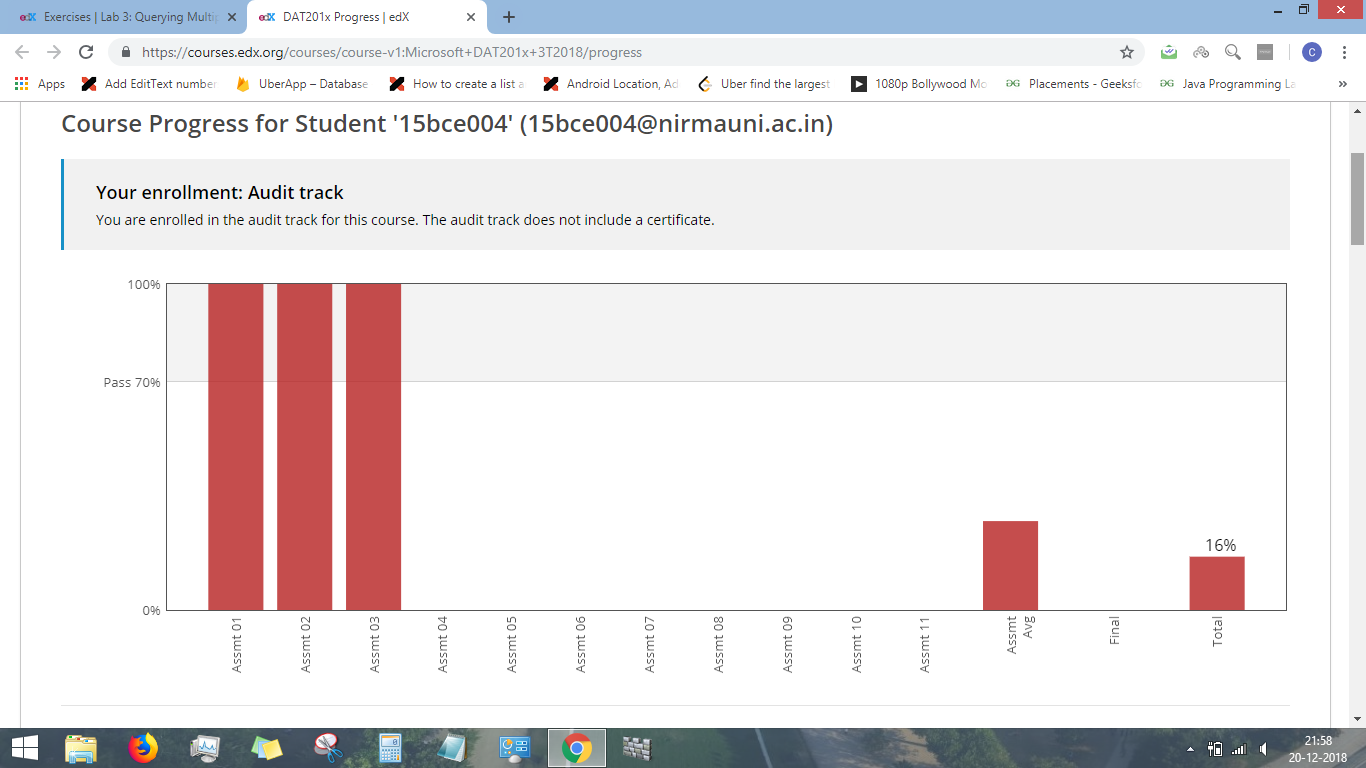 edX Exercises | Lab 3: Querying Multip
edX DAT201x Progress | edX
https://courses.edx.org/courses/course-v1:Microsoft+DAT201x+3T2018/progress
C
Apps
Add EditText number
UberApp – Database
How to create a list a
Android Location, Ad
Uber find the largest
1080p Bollywood Mo
Placements - Geeksfo
Java Programming La
»
Course Progress for Student '15bce004' (15bce004@nirmauni.ac.in)
Your enrollment: Audit track
You are enrolled in the audit track for this course. The audit track does not include a certificate.
100%
Pass 70%
0%
16%
Assmt 01
Assmt 02
Assmt 03
Assmt 04
Assmt 05
Assmt 06
Assmt 07
Assmt 08
Assmt 09
Assmt 10
Assmt 11
Assmt
Avg
Final
Total
21:58
20-12-2018